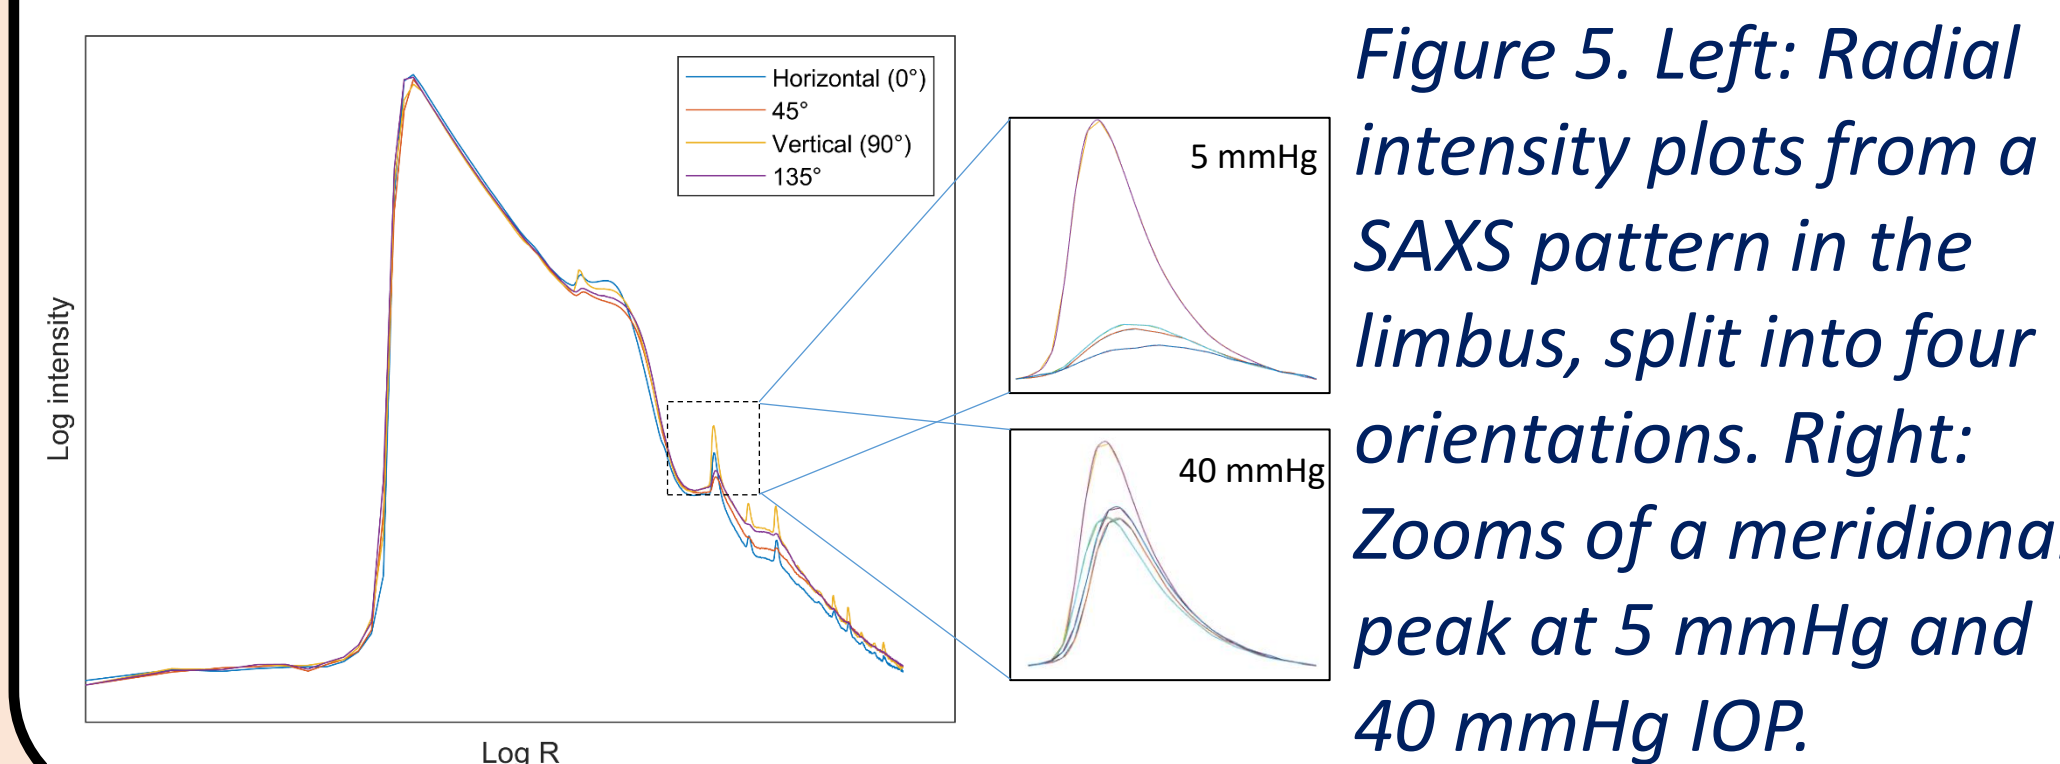 Horizontal (0°)
45°
Vertical (90°)
135°
Log intensity
Log R
5 mmHg
40 mmHg
Figure 5. Left: Radial
intensity plots from a
SAXS pattern in the
limbus, split into four
orientations. Right:
Zooms of a meridional
peak at 5 mmHg and
40 mmHg IOP.